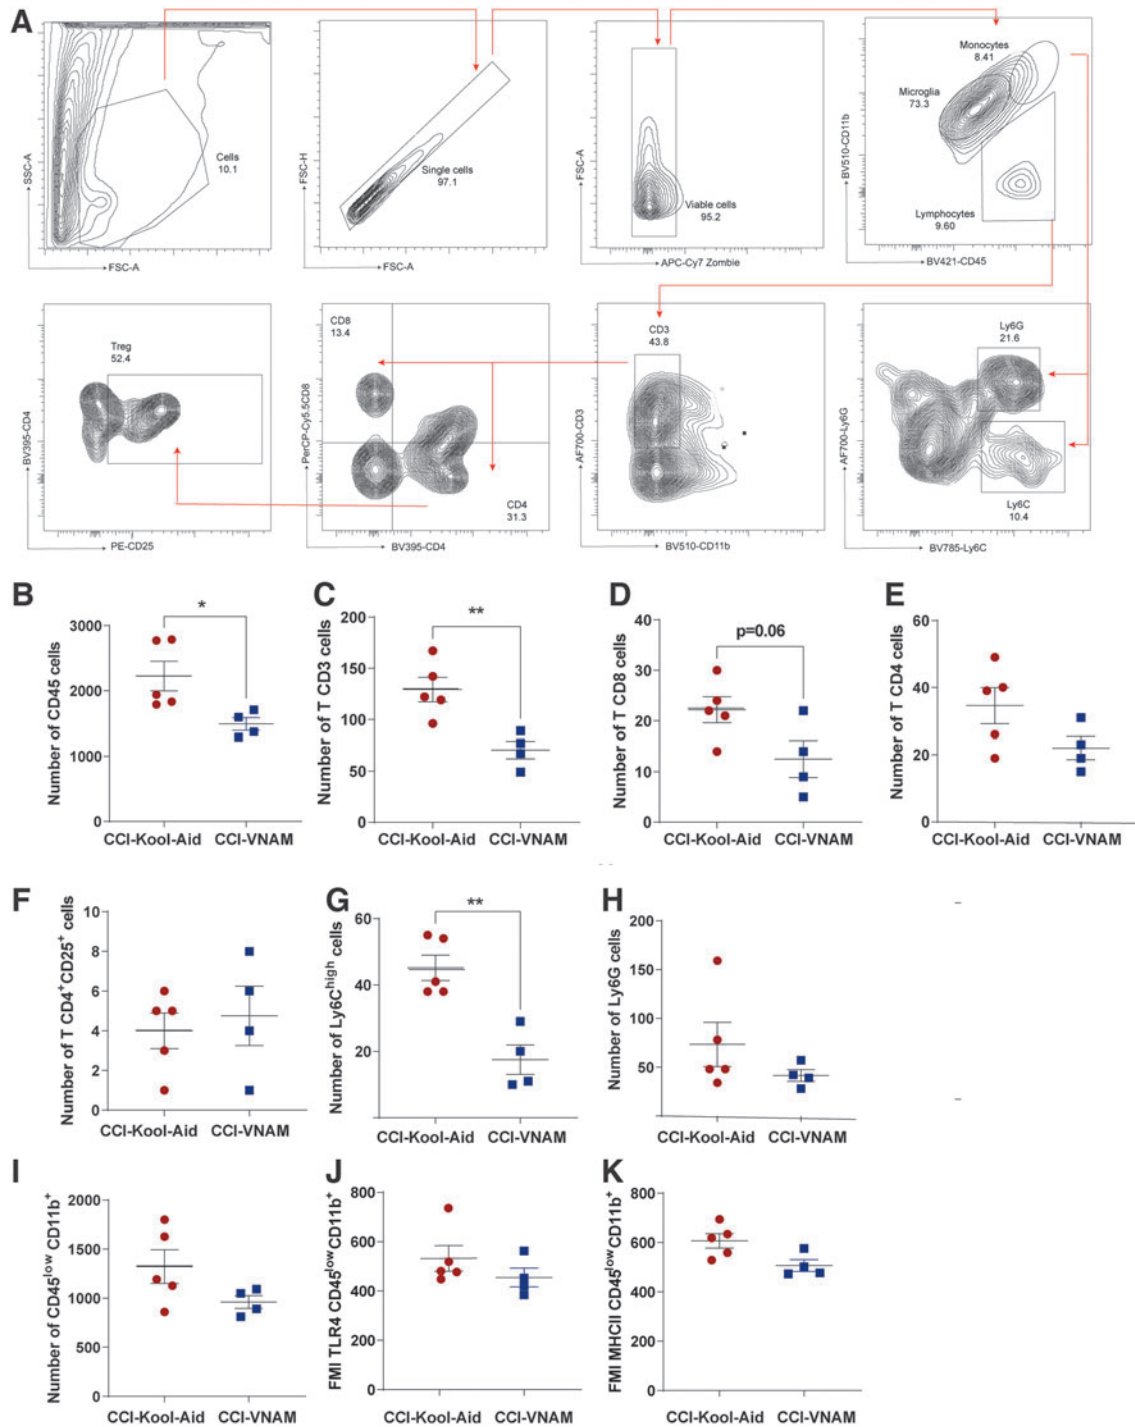 A
SSC-A
Cells
10.1
FSC-A
FSC-H
Single cells
97.1
FSC-A
FSC-A
Viable cells
95.2
APC-Cy7 Zombie
BV510-CD11b
Monocytes
8.41
Microglia
73.3
Lymphocytes
9.60
BV421-CD45
BV395-CD4
Treg
52.4
PE-CD25
PerCP-Cy5.5CD8
CD8
13.4
CD4
31.3
BV395-CD4
AF700-CD3
CD3
43.8
BV510-CD11b
AF700-Ly6G
Ly6G
21.6
Ly6C
10.4
BV785-Ly6C
B
Number of CD45 cells
3000
2000
1000
0
*
CCI-Kool-Aid CCI-VNAM
C
Number of T CD3 cells
200
150
100
50
0
**
CCI-Kool-Aid CCI-VNAM
D
Number of T CD8 cells
40
30
20
10
0
p=0.06
CCI-Kool-Aid CCI-VNAM
E
Number of T CD4 cells
60
40
20
0
CCI-Kool-Aid CCI-VNAM
F
Number of T CD4+CD25+ cells
10
8
6
4
2
0
CCI-Kool-Aid CCI-VNAM
G
Number of Ly6Chigh cells
60
40
20
**
CCI-Kool-Aid CCI-VNAM
H
Number of Ly6G cells
200
150
100
50
0
CCI-Kool-Aid CCI-VNAM
I
Number of CD45low CD11b+
2000
1500
1000
500
0
CCI-Kool-Aid CCI-VNAM
J
FMI TLR4 CD45low CD11b+
800
600
400
200
0
CCI-Kool-Aid CCI-VNAM
K
FMI MHCII CD45low CD11b+
800
600
400
200
0
CCI-Kool-Aid CCI-VNAM